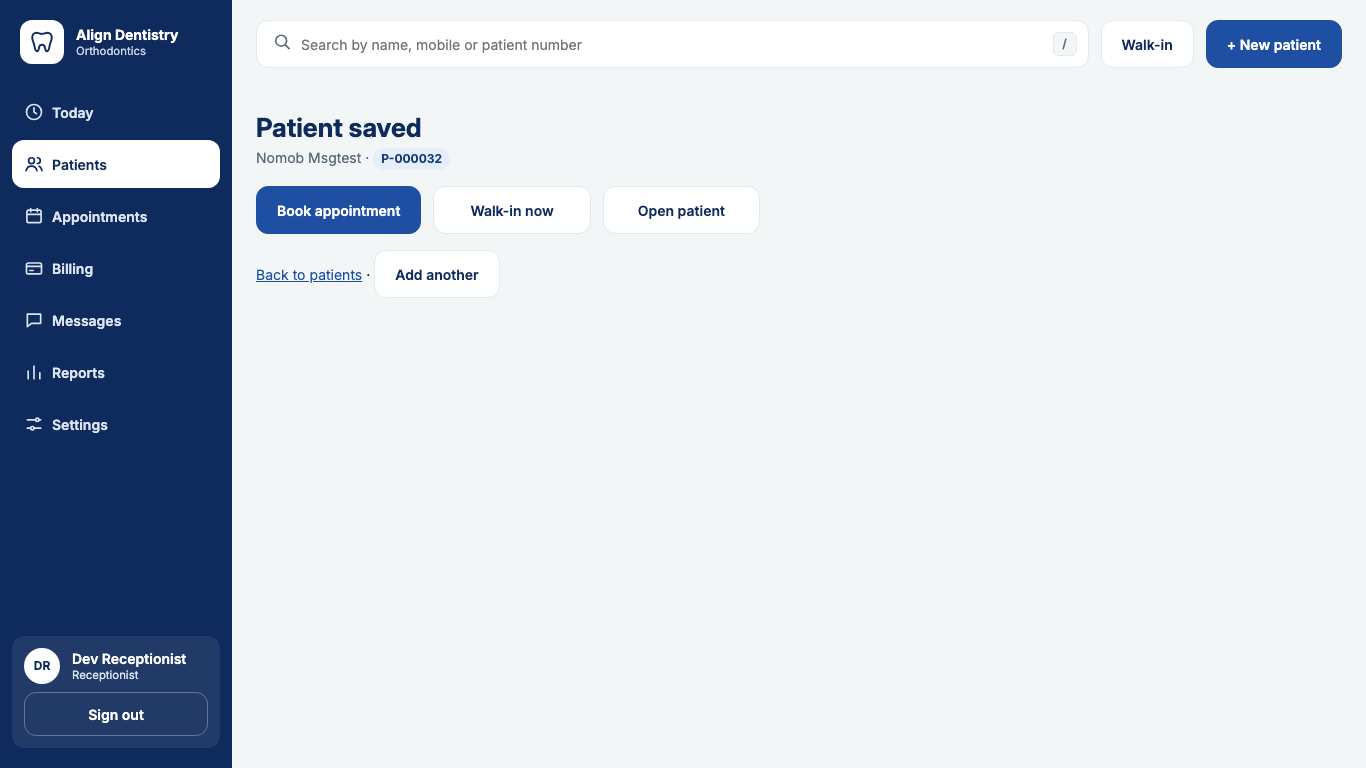 Align Dentistry
Orthodontics
Today
Patients
Appointments
Billing
Messages
Reports
Settings
DR
Dev Receptionist
Receptionist
Sign out
Search by name, mobile or patient number
/
Walk-in
+ New patient
Patient saved
Nomob Msgtest · P-000032
Book appointment
Walk-in now
Open patient
Back to patients · Add another